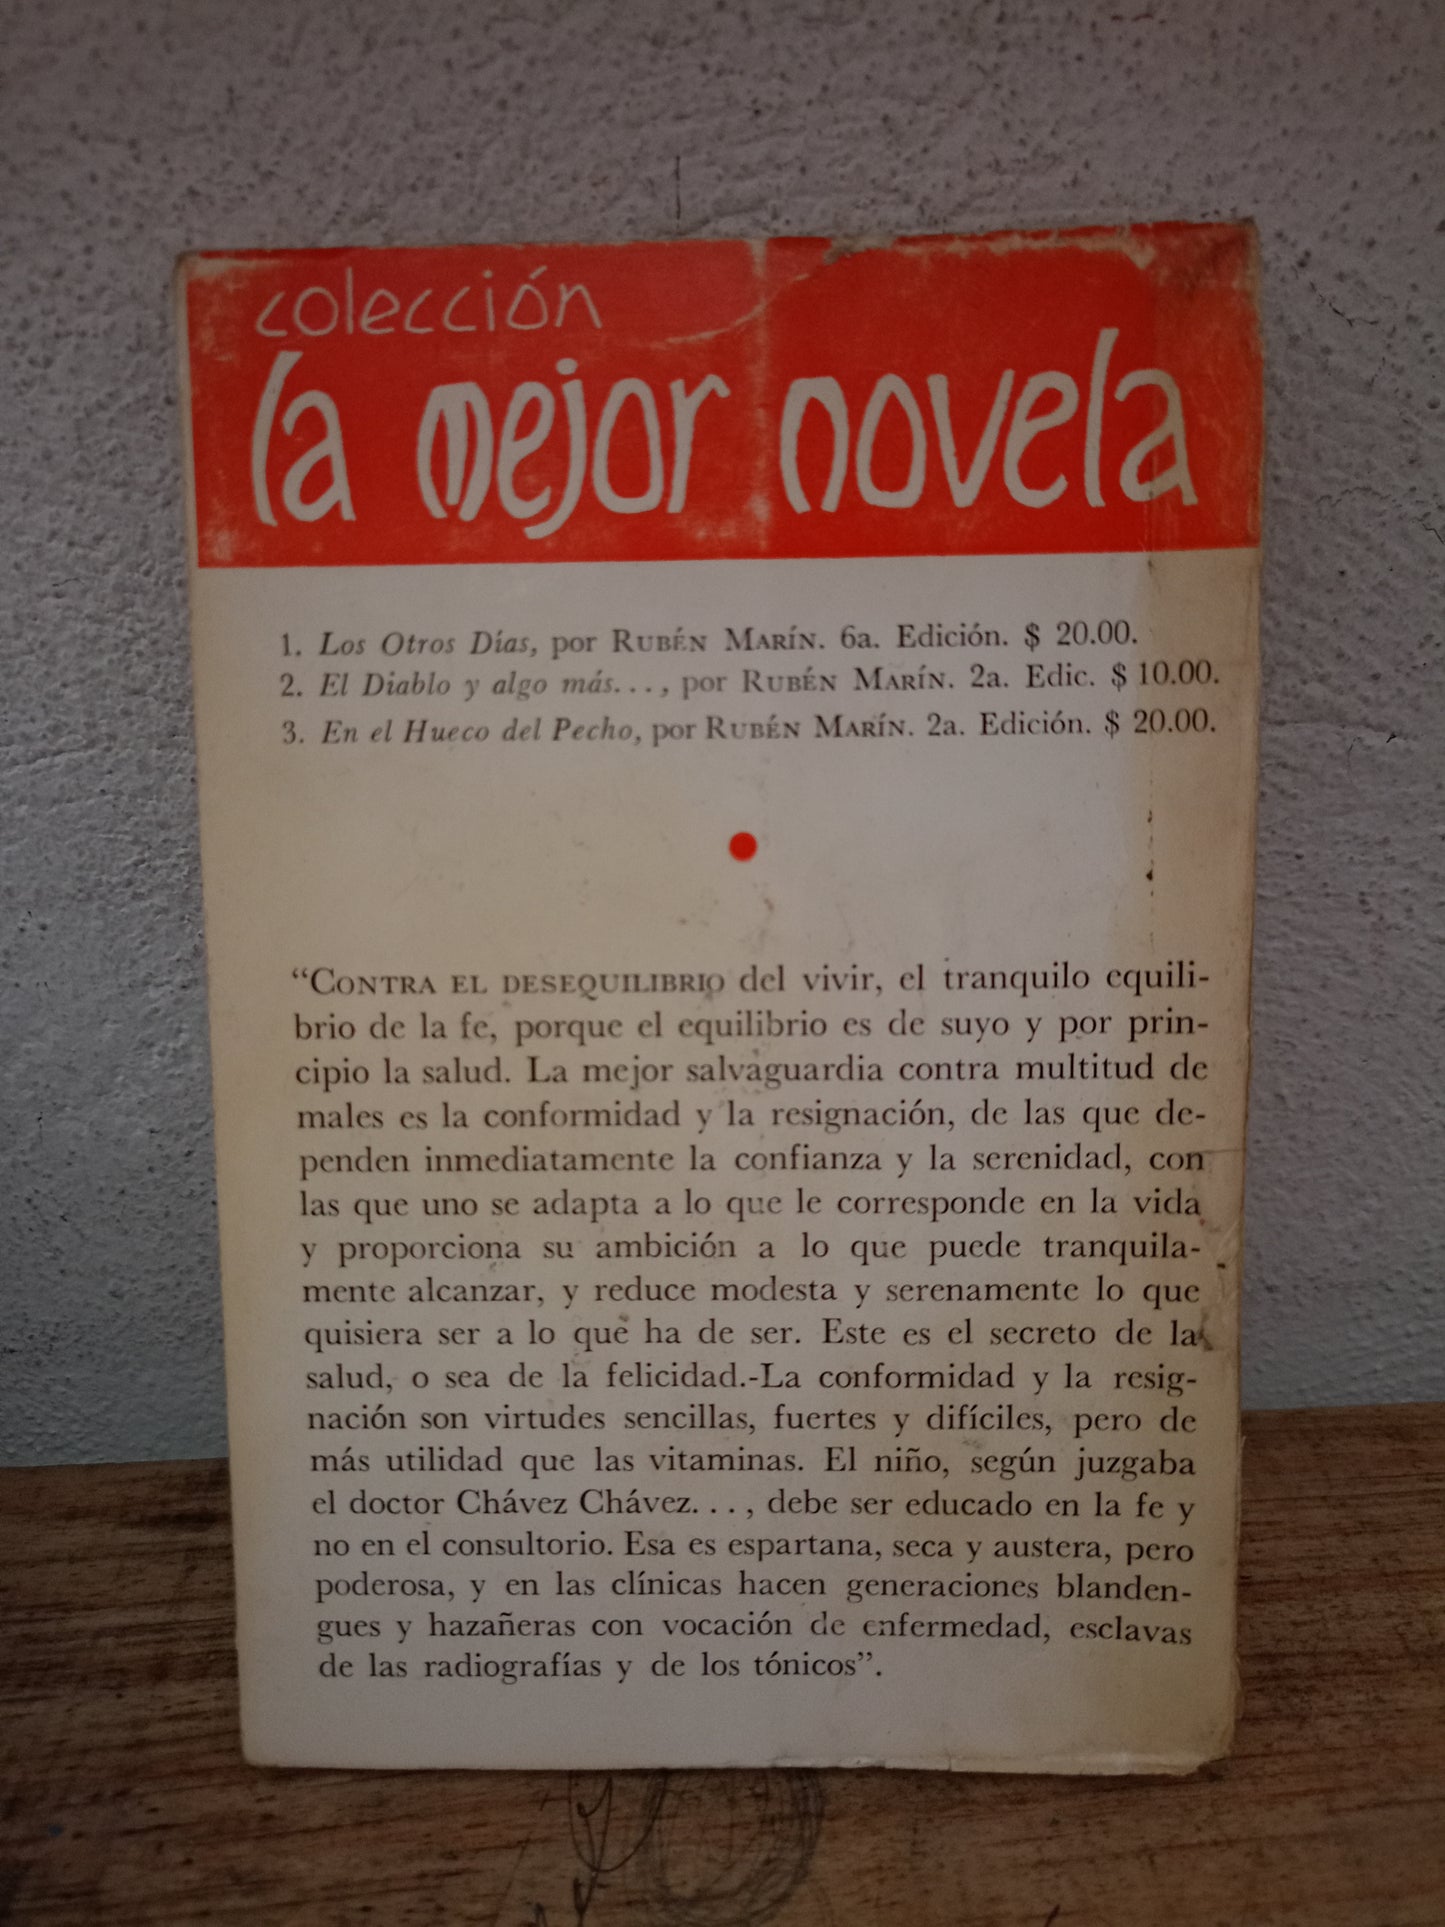 colección
la mejor novela
1. Los Otros Días, por RUBÉN MARÍN. 6a. Edición. $ 20.00.
2. El Diablo y algo más..., por RUBÉN MARÍN. 2a. Edic. $ 10.00.
3. En el Hueco del Pecho, por RUBÉN MARÍN. 2a. Edición. $ 20.00.
“CONTRA EL DESEQUILIBRIO del vivir, el tranquilo equili-
brio de la fe, porque el equilibrio es de suyo y por prin-
cipio la salud. La mejor salvaguardia contra multitud de
males es la conformidad y la resignación, de las que de-
penden inmediatamente la confianza y la serenidad, con
las que uno se adapta a lo que le corresponde en la vida
y proporciona su ambición a lo que puede tranquila-
mente alcanzar, y reduce modesta y serenamente lo que
quisiera ser a lo que ha de ser. Este es el secreto de la
salud, o sea de la felicidad.-La conformidad y la resig-
nación son virtudes sencillas, fuertes y difíciles, pero de
más utilidad que las vitaminas. El niño, según juzgaba
el doctor Chávez Chávez..., debe ser educado en la fe y
no en el consultorio. Esa es espartana, seca y austera, pero
poderosa, y en las clínicas hacen generaciones blanden-
gues y hazañeras con vocación de enfermedad, esclavas
de las radiografías y de los tónicos”.